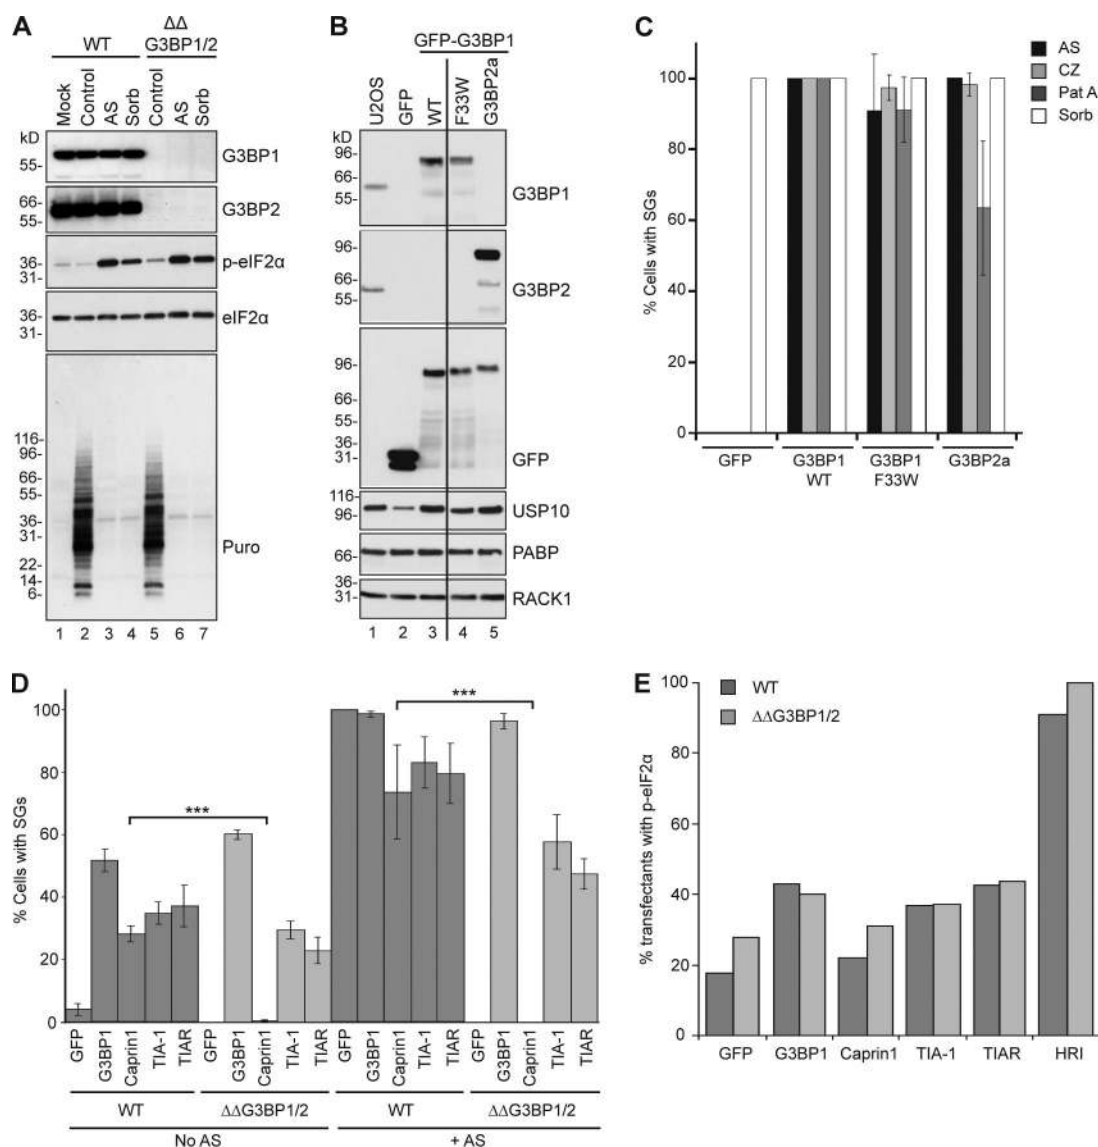 A
WT
ΔΔ
G3BP1/2
Mock
Control
AS
Sorb
Control
AS
Sorb
kD
55-
G3BP1
66-
55-
G3BP2
36-
31-
p-eIF2α
36-
31-
eIF2α
116-
96-
66-
55-
36-
31-
22-
14-
6-
Puro
1 2 3 4 5 6 7
B
GFP-G3BP1
U2OS
GFP
WT
F33W
G3BP2a
kD
96-
66-
55-
G3BP1
96-
66-
55-
G3BP2
96-
66-
55-
36-
31-
GFP
116-
96-
USP10
66-
PABP
36-
31-
RACK1
1 2 3 4 5
C
% Cells with SGs
100
80
60
40
20
0
AS
CZ
Pat A
Sorb
GFP
G3BP1
WT
G3BP1
F33W
G3BP2a
D
% Cells with SGs
100
80
60
40
20
0
***
***
GFP
G3BP1
Caprin1
TIA-1
TIAR
GFP
G3BP1
Caprin1
TIA-1
TIAR
GFP
G3BP1
Caprin1
TIA-1
TIAR
GFP
G3BP1
Caprin1
TIA-1
TIAR
WT ΔΔG3BP1/2 WT ΔΔG3BP1/2
No AS + AS
E
% transfectants with p-eIF2α
100
80
60
40
20
0
WT
ΔΔG3BP1/2
GFP G3BP1 Caprin1 TIA-1 TIAR HRI